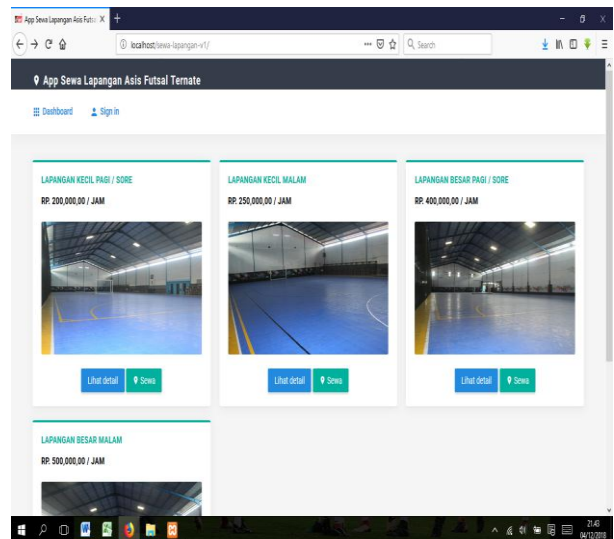 App Sewa Lapangan Asis Futs
localhost/sewa-lapangan-v1/
Search
App Sewa Lapangan Asis Futsal Ternate
Dashboard Sign in
LAPANGAN KECIL PAGI / SORE
RP. 200,000,00 / JAM
Lihat detail Sewa
LAPANGAN KECIL MALAM
RP. 250,000,00 / JAM
Lihat detail Sewa
LAPANGAN BESAR PAGI / SORE
RP. 400,000,00 / JAM
Lihat detail Sewa
LAPANGAN BESAR MALAM
RP. 500,000,00 / JAM
21.43
04/12/2018